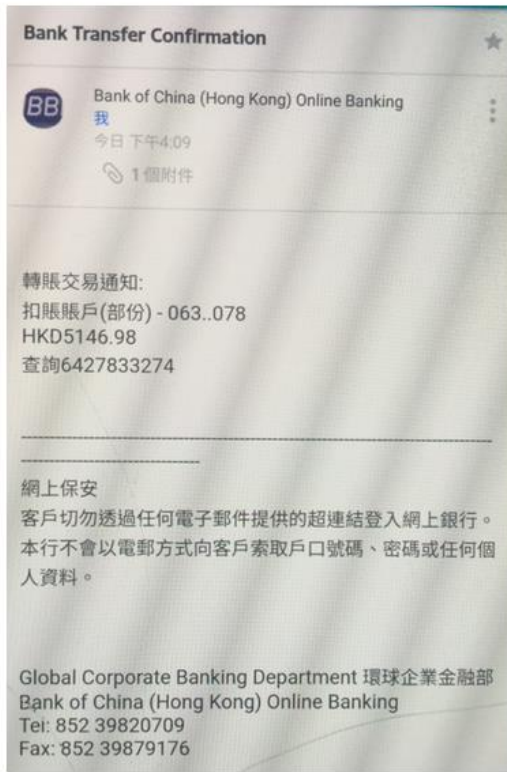 Bank Transfer Confirmation
BB
Bank of China (Hong Kong) Online Banking
我
今日 下午4:09
1 個附件
轉賬交易通知:
扣賬賬戶(部份) - 063..078
HKD5146.98
查詢6427833274
--------------------------------------------------------------------------------
------------------------------
網上保安
客戶切勿透過任何電子郵件提供的超連結登入網上銀行。
本行不會以電郵方式向客戶索取戶口號碼、密碼或任何個
人資料。
Global Corporate Banking Department 環球企業金融部
Bank of China (Hong Kong) Online Banking
Tei: 852 39820709
Fax: 852 39879176